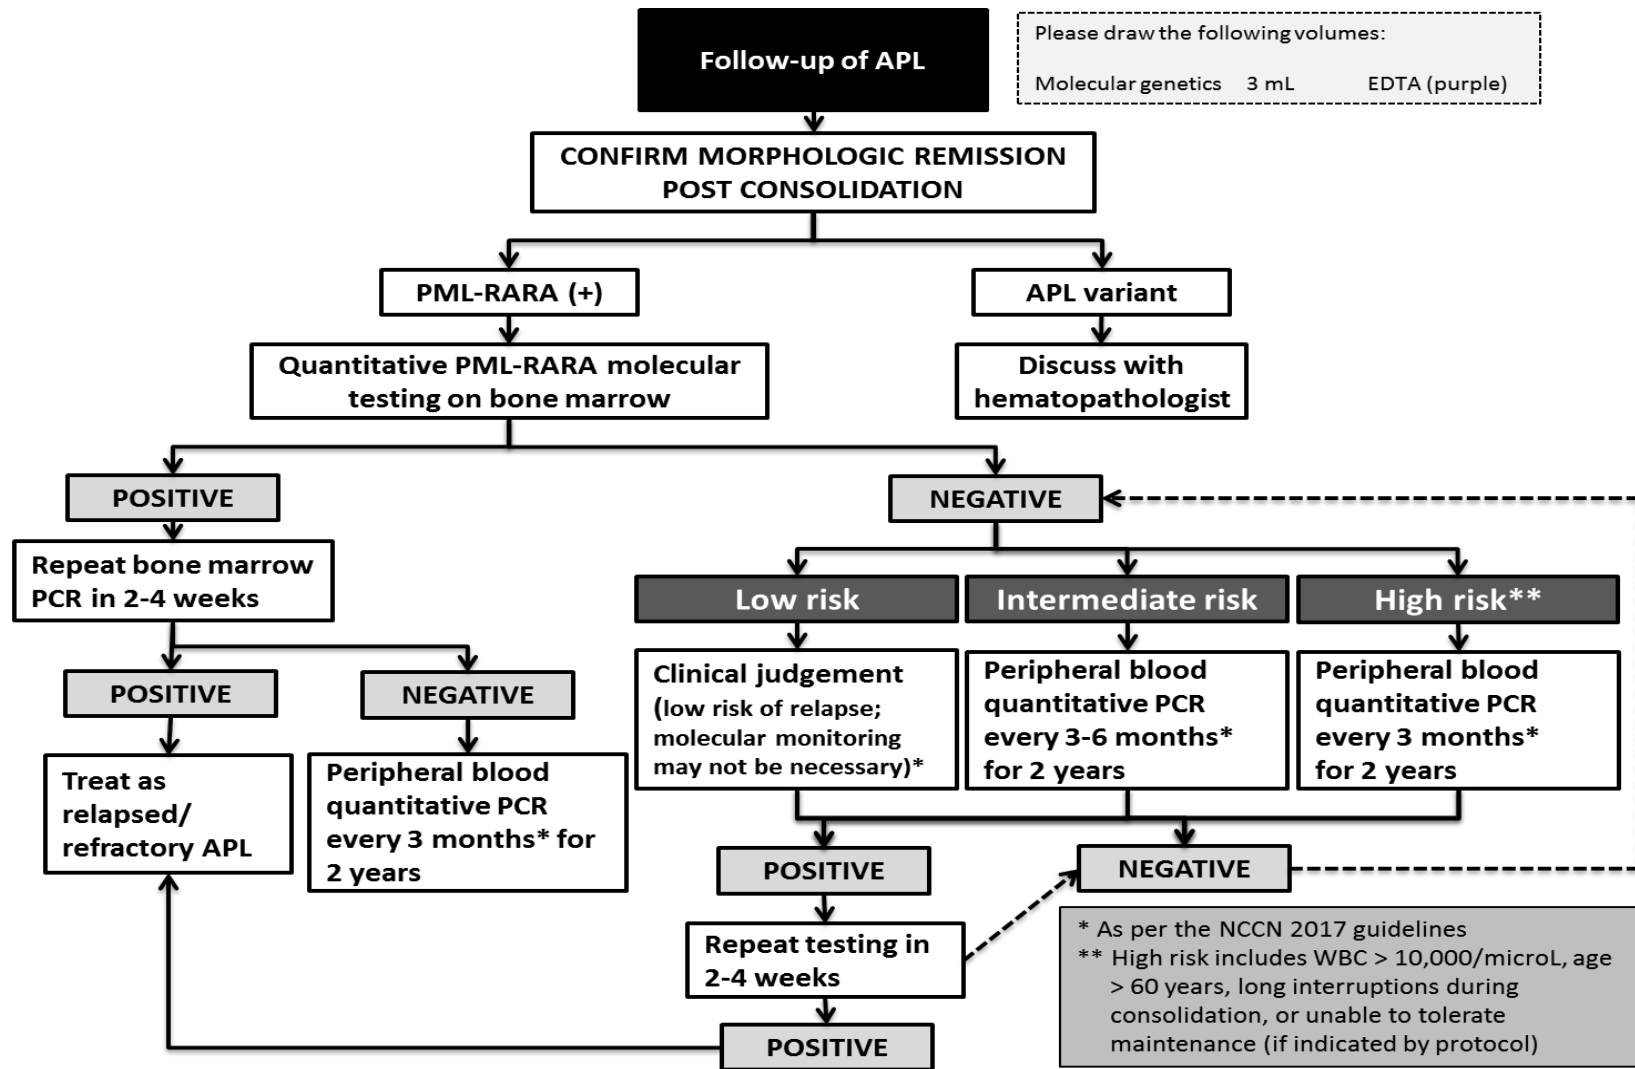 Follow-up of APL
Please draw the following volumes:
Molecular genetics 3 mL EDTA (purple)
CONFIRM MORPHOLOGIC REMISSION
POST CONSOLIDATION
PML-RARA (+)
APL variant
Quantitative PML-RARA molecular
testing on bone marrow
Discuss with
hematopathologist
POSITIVE
NEGATIVE
Repeat bone marrow
PCR in 2-4 weeks
Low risk
Intermediate risk
High risk**
POSITIVE
NEGATIVE
Clinical judgement
(low risk of relapse;
molecular monitoring
may not be necessary)*
Peripheral blood
quantitative PCR
every 3-6 months*
for 2 years
Peripheral blood
quantitative PCR
every 3 months*
for 2 years
Treat as
relapsed/
refractory APL
Peripheral blood
quantitative PCR
every 3 months* for
2 years
POSITIVE
NEGATIVE
Repeat testing in
2-4 weeks
POSITIVE
* As per the NCCN 2017 guidelines
** High risk includes WBC > 10,000/microL, age
> 60 years, long interruptions during
consolidation, or unable to tolerate
maintenance (if indicated by protocol)